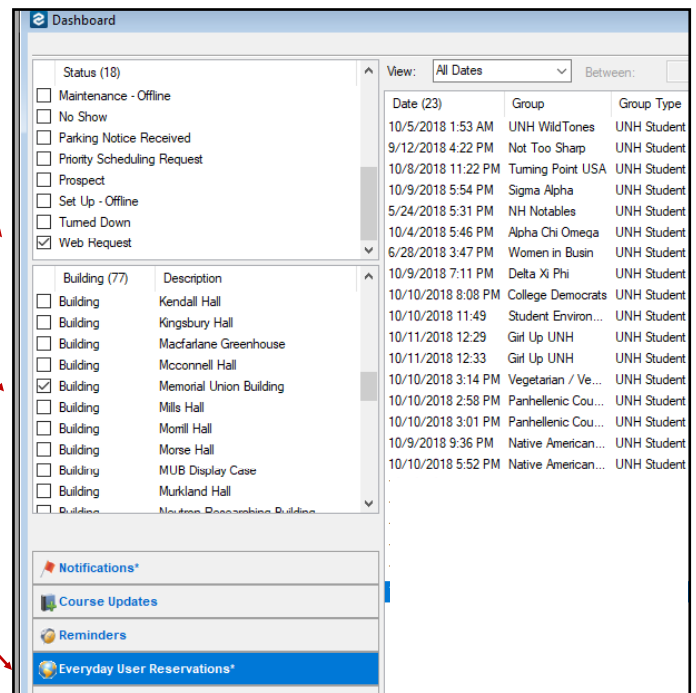 Dashboard
Status (18)
Maintenance - Offline
No Show
Parking Notice Received
Priority Scheduling Request
Prospect
Set Up - Offline
Turned Down
Web Request
Building (77) Description
Building Kendall Hall
Building Kingsbury Hall
Building Macfarlane Greenhouse
Building Mcconnell Hall
Building Memorial Union Building
Building Mills Hall
Building Morrill Hall
Building Morse Hall
Building MUB Display Case
Building Murkland Hall
Building Neutron Researching Building
Notifications*
Course Updates
Reminders
Everyday User Reservations*
View: All Dates Between:
Date (23) Group Group Type
10/5/2018 1:53 AM UNH WildTones UNH Student
9/12/2018 4:22 PM Not Too Sharp UNH Student
10/8/2018 11:22 PM Turning Point USA UNH Student
10/9/2018 5:54 PM Sigma Alpha UNH Student
5/24/2018 5:31 PM NH Notables UNH Student
10/4/2018 5:46 PM Alpha Chi Omega UNH Student
6/28/2018 3:47 PM Women in Busin UNH Student
10/9/2018 7:11 PM Delta Xi Phi UNH Student
10/10/2018 8:08 PM College Democrats UNH Student
10/10/2018 11:49 Student Environ... UNH Student
10/11/2018 12:29 Girl Up UNH UNH Student
10/11/2018 12:33 Girl Up UNH UNH Student
10/10/2018 3:14 PM Vegetarian / Ve... UNH Student
10/10/2018 2:58 PM Panhellenic Cou... UNH Student
10/10/2018 3:01 PM Panhellenic Cou... UNH Student
10/9/2018 9:36 PM Native American... UNH Student
10/10/2018 5:52 PM Native American... UNH Student